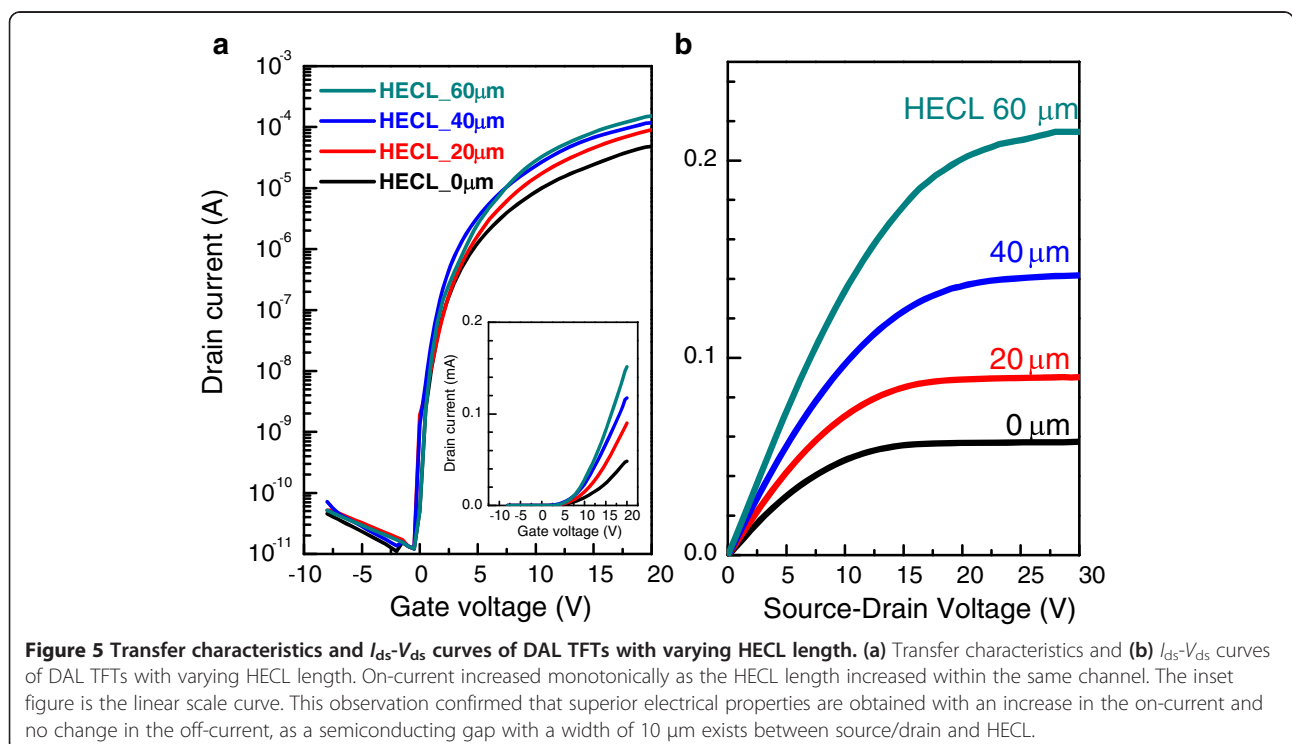 a
b
10⁻³
10⁻⁴
10⁻⁵
10⁻⁶
10⁻⁷
10⁻⁸
10⁻⁹
10⁻¹⁰
10⁻¹¹
Drain current (A)
HECL_60μm
HECL_40μm
HECL_20μm
HECL_0μm
-10 -5 0 5 10 15 20
Gate voltage (V)
0.2
0.1
0.0
Drain current (mA)
-10 -5 0 5 10 15 20
Gate voltage (V)
HECL 60 μm
40 μm
20 μm
0 μm
0.2
0.1
0.0
0 5 10 15 20 25 30
Source-Drain Voltage (V)
Figure 5 Transfer characteristics and Ids-Vds curves of DAL TFTs with varying HECL length. (a) Transfer characteristics and (b) Ids-Vds curves
of DAL TFTs with varying HECL length. On-current increased monotonically as the HECL length increased within the same channel. The inset
figure is the linear scale curve. This observation confirmed that superior electrical properties are obtained with an increase in the on-current and
no change in the off-current, as a semiconducting gap with a width of 10 μm exists between source/drain and HECL.